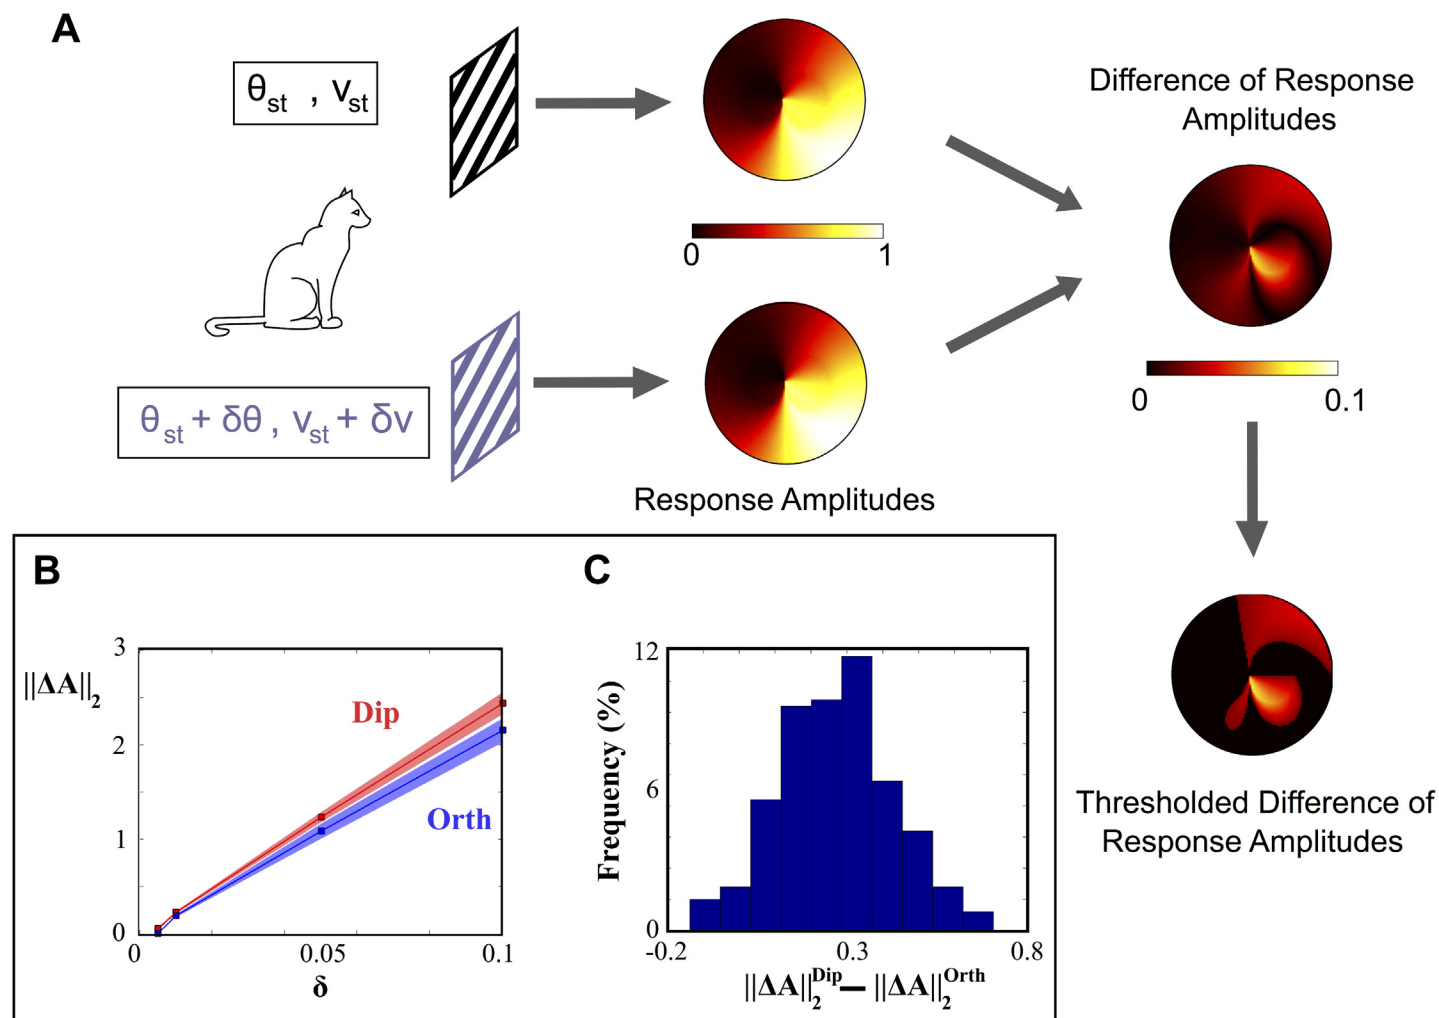 A
θst , vst
0 1
θst + δθ , vst + δv
Response Amplitudes
Difference of Response
Amplitudes
0 0.1
Thresholded Difference of
Response Amplitudes
B
||ΔA||2
3
2
1
0
Dip
Orth
0 0.05 0.1
δ
C
Frequency (%)
12
6
0
-0.2 0.3 0.8
||ΔA||2Dip — ||ΔA||2Orth